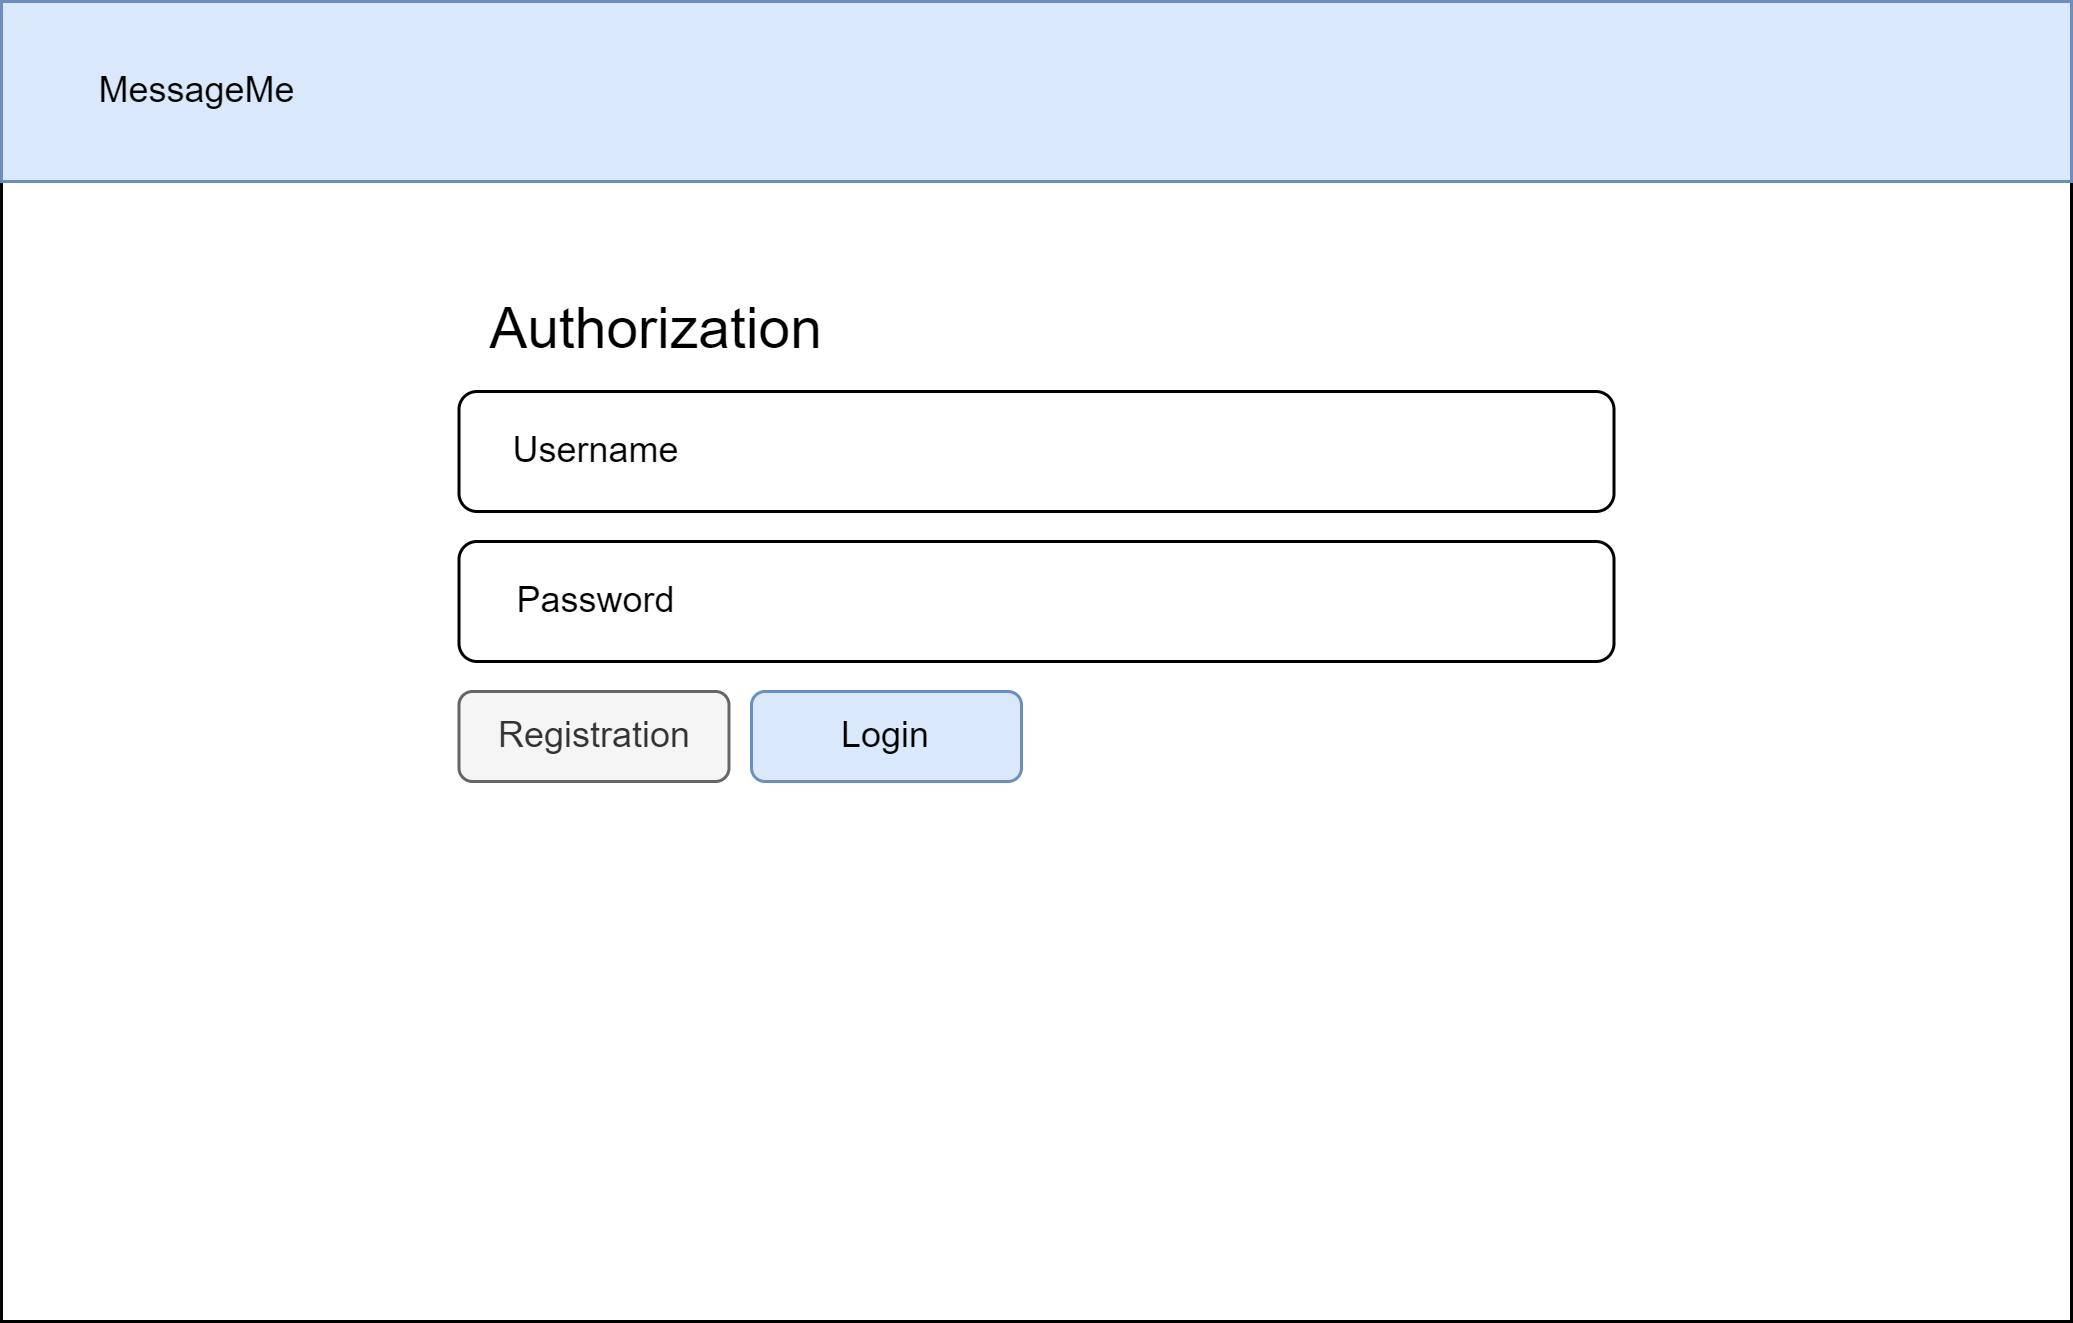 MessageMe
Authorization
Username
Password
Registration
Login